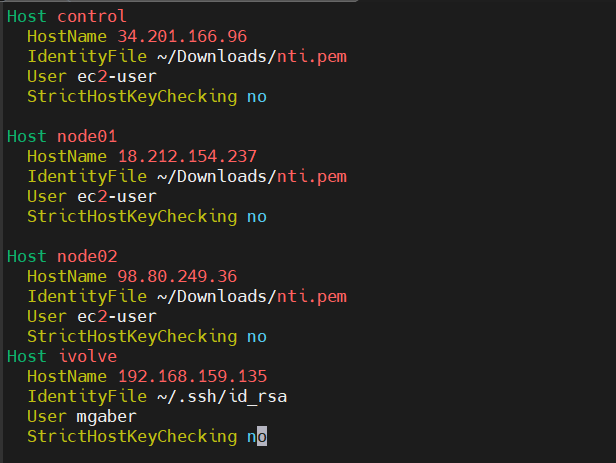 Host control
  HostName 34.201.166.96
  IdentityFile ~/Downloads/nti.pem
  User ec2-user
  StrictHostKeyChecking no

Host node01
  HostName 18.212.154.237
  IdentityFile ~/Downloads/nti.pem
  User ec2-user
  StrictHostKeyChecking no

Host node02
  HostName 98.80.249.36
  IdentityFile ~/Downloads/nti.pem
  User ec2-user
  StrictHostKeyChecking no
Host ivolve
  HostName 192.168.159.135
  IdentityFile ~/.ssh/id_rsa
  User mgaber
  StrictHostKeyChecking no